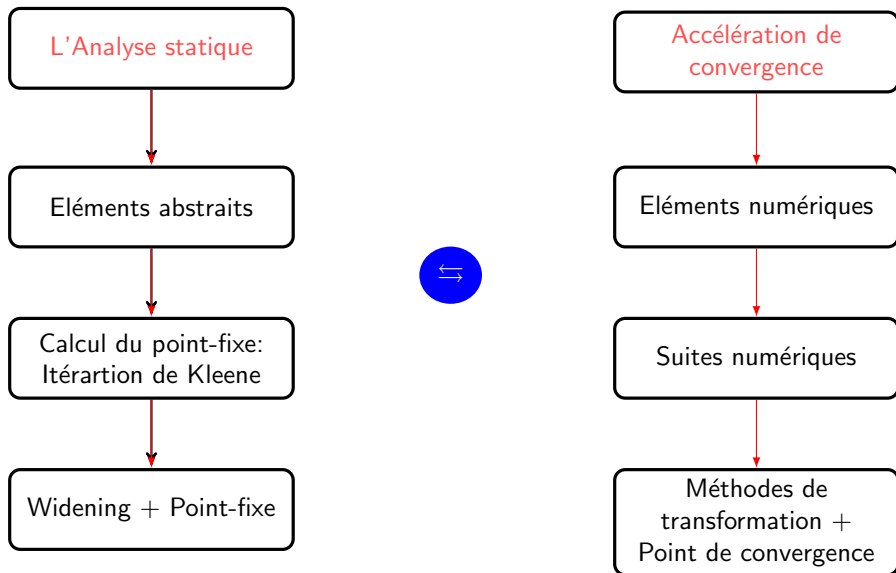 L'Analyse statique
Eléments abstraits
Calcul du point-fixe:
Itérartion de Kleene
Widening + Point-fixe
⇆
Accélération de
convergence
Eléments numériques
Suites numériques
Méthodes de
transformation +
Point de convergence